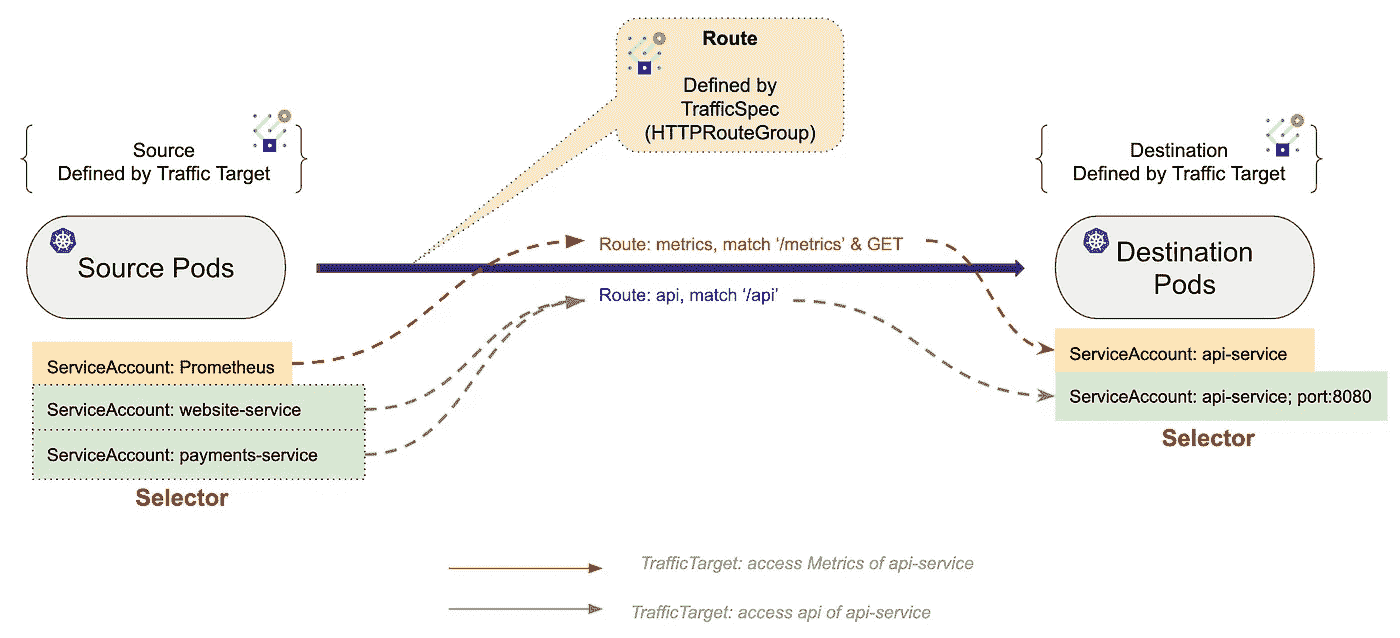 Route
Defined by
TrafficSpec
(HTTPRouteGroup)
Source
Defined by Traffic Target
Destination
Defined by Traffic Target
Source Pods
Route: metrics, match ‘/metrics’ & GET
Route: api, match ‘/api’
Destination
Pods
ServiceAccount: Prometheus
ServiceAccount: website-service
ServiceAccount: payments-service
Selector
ServiceAccount: api-service
ServiceAccount: api-service; port:8080
Selector
TrafficTarget: access Metrics of api-service
TrafficTarget: access api of api-service